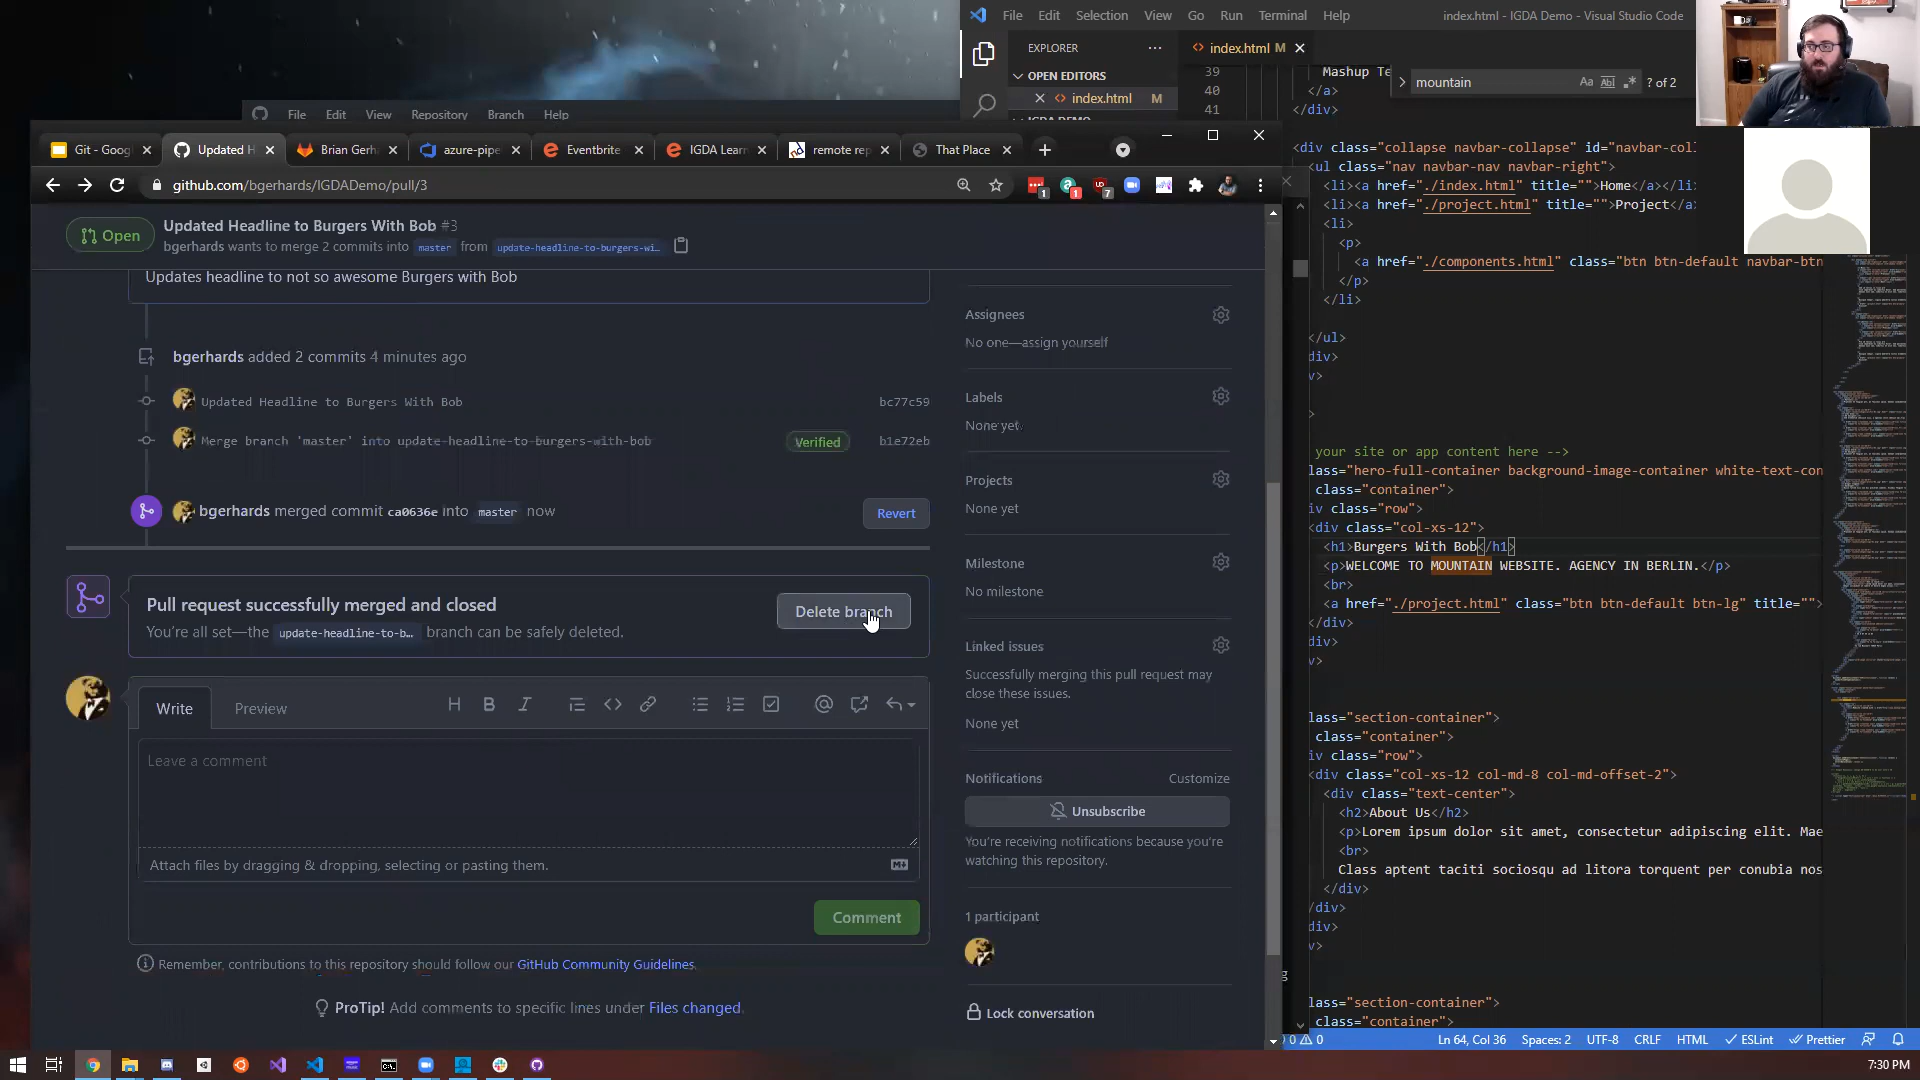 File Edit Selection View Go Run Terminal Help
index.html - IGDA Demo - Visual Studio Code
EXPLORER
OPEN EDITORS
index.html M
index.html M
39
40
41
Mashup Te
</a>
</div>
mountain
Aa Abl .* ? of 2
File Edit View Repository Branch Help
Git - Goog
Updated H
Brian Gerh
azure-pipe
Eventbrite
IGDA Lear
remote rep
That Place
github.com/bgerhards/IGDADemo/pull/3
1
1
7
Open
Updated Headline to Burgers With Bob #3
bgerhards wants to merge 2 commits into master from update-headline-to-burgers-wi…
Updates headline to not so awesome Burgers with Bob
bgerhards added 2 commits 4 minutes ago
Updated Headline to Burgers With Bob bc77c59
Merge branch 'master' into update-headline-to-burgers-with-bob Verified b1e72eb
bgerhards merged commit ca0636e into master now
Revert
Pull request successfully merged and closed
You're all set—the update-headline-to-b… branch can be safely deleted.
Delete branch
Write Preview
Leave a comment
Attach files by dragging & dropping, selecting or pasting them.
Comment
Remember, contributions to this repository should follow our GitHub Community Guidelines.
ProTip! Add comments to specific lines under Files changed.
Assignees
No one—assign yourself
Labels
None yet
Projects
None yet
Milestone
No milestone
Linked issues
Successfully merging this pull request may
close these issues.
None yet
Notifications Customize
Unsubscribe
You're receiving notifications because you're
watching this repository.
1 participant
Lock conversation
<div class="collapse navbar-collapse" id="navbar-coll
<ul class="nav navbar-nav navbar-right">
<li><a href="./index.html" title="">Home</a></li
<li><a href="./project.html" title="">Project</a
<li>
<p>
<a href="./components.html" class="btn btn-default navbar-btn
</p>
</li>
</ul>
div>
v>
>
your site or app content here -->
lass="hero-full-container background-image-container white-text-con
class="container">
iv class="row">
<div class="col-xs-12">
<h1>Burgers With Bob</h1>
<p>WELCOME TO MOUNTAIN WEBSITE. AGENCY IN BERLIN.</p>
<br>
<a href="./project.html" class="btn btn-default btn-lg" title="">
</div>
div>
v>
lass="section-container">
class="container">
iv class="row">
<div class="col-xs-12 col-md-8 col-md-offset-2">
<div class="text-center">
<h2>About Us</h2>
<p>Lorem ipsum dolor sit amet, consectetur adipiscing elit. Mae
<br>
Class aptent taciti sociosqu ad litora torquent per conubia nos
</div>
/div>
div>
v>
lass="section-container">
class="container">
0 0 Ln 64, Col 36 Spaces: 2 UTF-8 CRLF HTML ESLint Prettier
7:30 PM